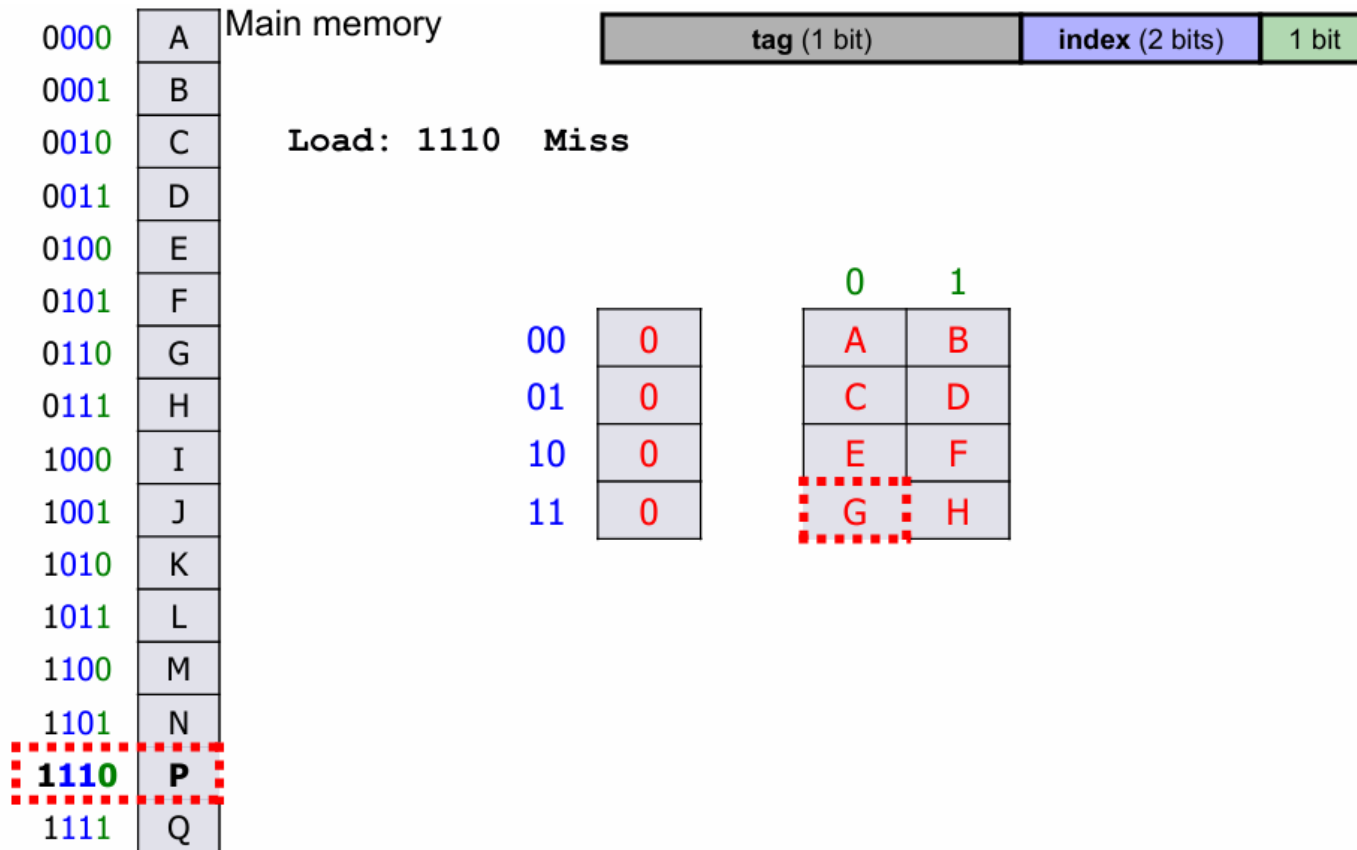 Main memory
tag (1 bit) index (2 bits) 1 bit
0000 A
0001 B
0010 C
Load: 1110 Miss
0011 D
0100 E
0101 F
0110 G
0111 H
1000 I
1001 J
1010 K
1011 L
1100 M
1101 N
1110 P
1111 Q
0 1
00 0 A B
01 0 C D
10 0 E F
11 0 G H